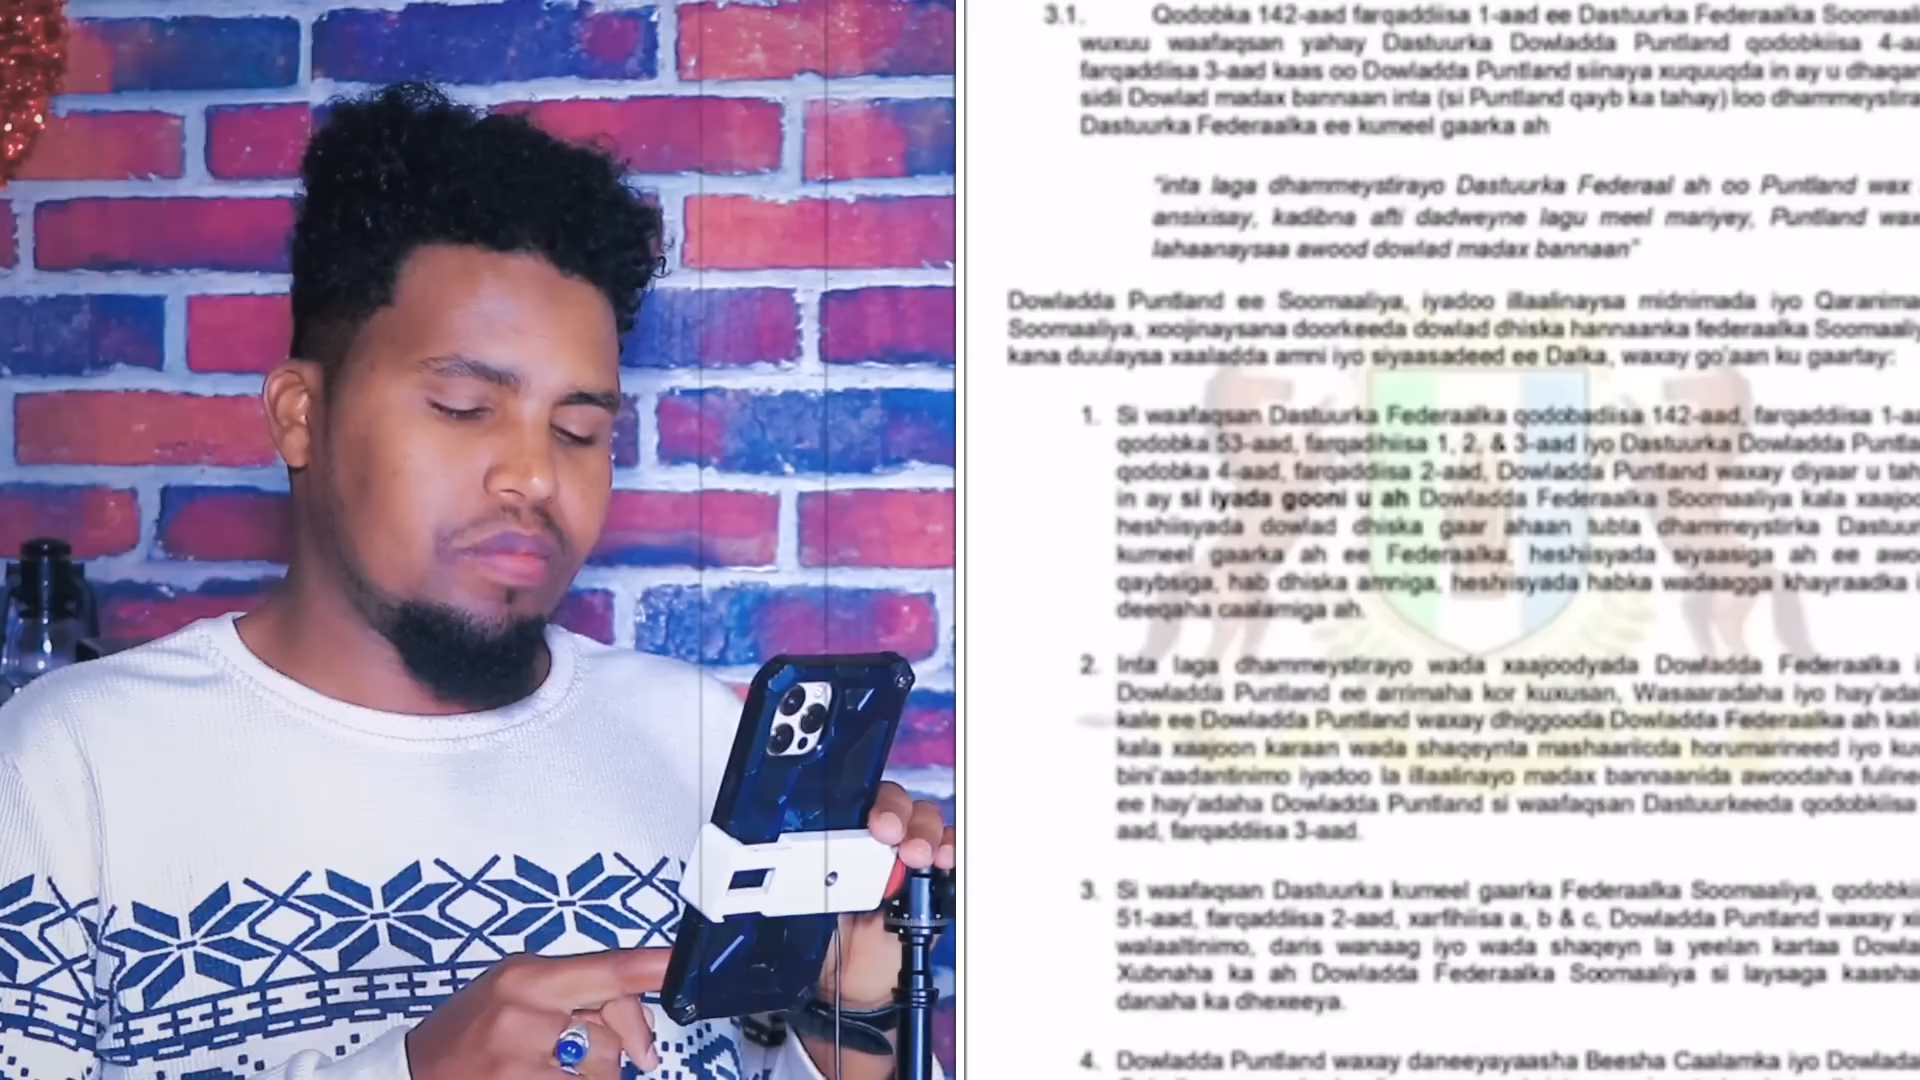 3.1. Qodobka 142-aad farqaddiisa 1-aad ee Dastuurka Federaalka
wuxuu waafaqsan yahay Dastuurka Dowladda Puntland qodobkiisa
farqaddiisa 3-aad kaas oo Dowladda Puntland siinaya xuquuqda in ay u
sidii Dowlad madax bannaan inta (si Puntland qayb ka tahay) loo
Dastuurka Federaalka ee kumeel gaarka ah
"inta laga dhammeystirayo Dastuurka Federaal ah oo Puntland wax
ansixisay, kadibna afti dadweyne lagu meel mariyey, Puntland
lahaanaysaa awood dowlad madax bannaan"
Dowladda Puntland ee Soomaaliya, iyadoo illaalinaysa midnimada iyo
Soomaaliya, xoojinaysana doorkeeda dowlad dhiska hannaanka federaalka
kana duulaysa xaaladda amni iyo siyaasadeed ee Dalka, waxay go'aan ku gaartay:
1. Si waafaqsan Dastuurka Federaalka qodobadiisa 142-aad, farqaddiisa
qodobka 53-aad, farqadihiisa 1, 2, & 3-aad iyo Dastuurka Dowladda
qodobka 4-aad, farqaddiisa 2-aad, Dowladda Puntland waxay diyaar u
in ay si iyada gooni u ah Dowladda Federaalka Soomaaliya kala
heshiisyada dowlad dhiska gaar ahaan tubta dhammeystirka
kumeel gaarka ah ee Federaalka, heshiisyada siyaasiga ah ee
qaybsiga, hab dhiska amniga, heshiisyada habka wadaagga khayraadka
deeqaha caalamiga ah.
2. Inta laga dhammeystirayo wada xaajoodyada Dowladda Federaalka
Dowladda Puntland ee arrimaha kor kuxusan, Wasaaradaha iyo
kale ee Dowladda Puntland waxay dhiggooda Dowladda Federaalka ah
kala xaajoon karaan wada shaqeynta mashaariicda horumarineed iyo
bini'aadantinimo iyadoo la illaalinayo madax bannaanida awoodaha
ee hay'adaha Dowladda Puntland si waafaqsan Dastuurkeeda qodobkiisa
aad, farqaddiisa 3-aad.
3. Si waafaqsan Dastuurka kumeel gaarka Federaalka Soomaaliya,
51-aad, farqaddiisa 2-aad, xarfihiisa a, b & c, Dowladda Puntland waxay
walaaltinimo, daris wanaag iyo wada shaqeyn la yeelan kartaa
Xubnaha ka ah Dowladda Federaalka Soomaaliya si laysaga
danaha ka dhexeeya.
4. Dowladda Puntland waxay daneeyayaasha Beesha Caalamka iyo